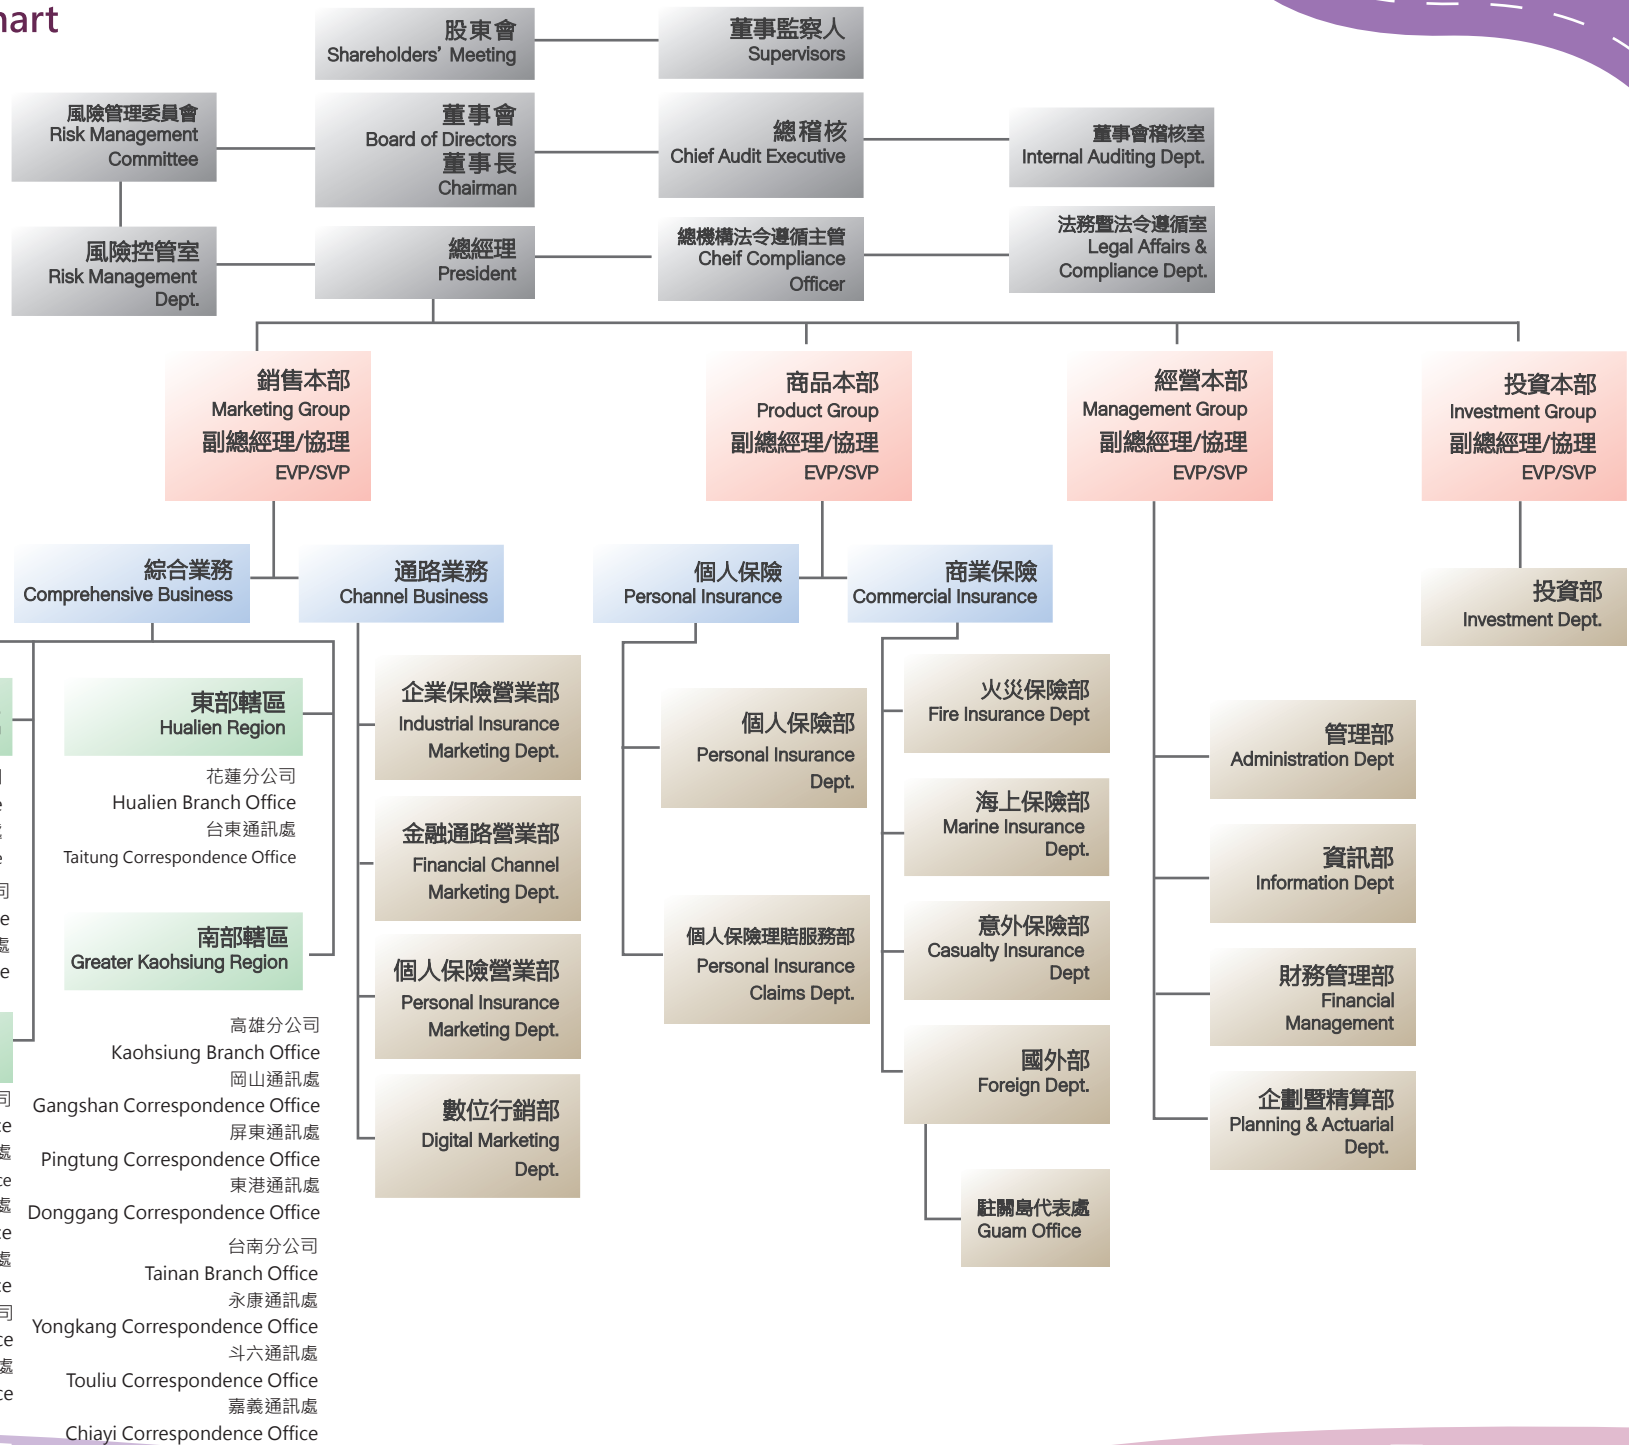 股東會
Shareholders’ Meeting
董事監察人
Supervisors
風險管理委員會
Risk Management
Committee
董事會
Board of Directors
董事長
Chairman
總稽核
Chief Audit Executive
董事會稽核室
Internal Auditing Dept.
風險控管室
Risk Management
Dept.
總經理
President
總機構法令遵循主管
Cheif Compliance
Officer
法務暨法令遵循室
Legal Affairs &
Compliance Dept.
銷售本部
Marketing Group
副總經理/協理
EVP/SVP
商品本部
Product Group
副總經理/協理
EVP/SVP
經營本部
Management Group
副總經理/協理
EVP/SVP
投資本部
Investment Group
副總經理/協理
EVP/SVP
綜合業務
Comprehensive Business
通路業務
Channel Business
個人保險
Personal Insurance
商業保險
Commercial Insurance
投資部
Investment Dept.
東部轄區
Hualien Region
花蓮分公司
Hualien Branch Office
台東通訊處
Taitung Correspondence Office
南部轄區
Greater Kaohsiung Region
高雄分公司
Kaohsiung Branch Office
岡山通訊處
Gangshan Correspondence Office
屏東通訊處
Pingtung Correspondence Office
東港通訊處
Donggang Correspondence Office
台南分公司
Tainan Branch Office
永康通訊處
Yongkang Correspondence Office
斗六通訊處
Touliu Correspondence Office
嘉義通訊處
Chiayi Correspondence Office
企業保險營業部
Industrial Insurance
Marketing Dept.
金融通路營業部
Financial Channel
Marketing Dept.
個人保險營業部
Personal Insurance
Marketing Dept.
數位行銷部
Digital Marketing
Dept.
個人保險部
Personal Insurance
Dept.
個人保險理賠服務部
Personal Insurance
Claims Dept.
火災保險部
Fire Insurance Dept
海上保險部
Marine Insurance
Dept.
意外保險部
Casualty Insurance
Dept
國外部
Foreign Dept.
駐關島代表處
Guam Office
管理部
Administration Dept
資訊部
Information Dept
財務管理部
Financial
Management
企劃暨精算部
Planning & Actuarial
Dept.